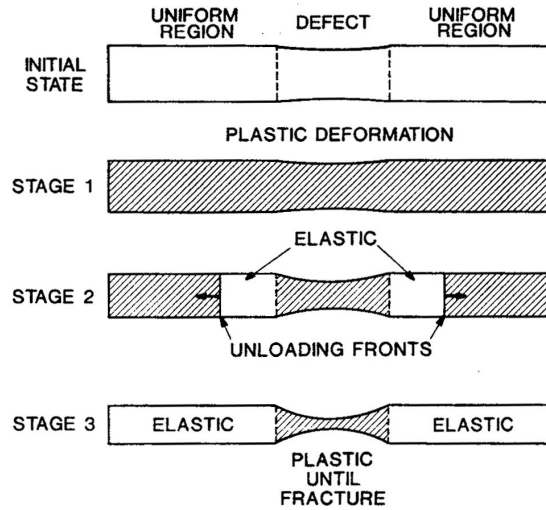 UNIFORM
REGION
DEFECT
UNIFORM
REGION
INITIAL
STATE
PLASTIC DEFORMATION
STAGE 1
ELASTIC
STAGE 2
UNLOADING FRONTS
STAGE 3
ELASTIC
ELASTIC
PLASTIC
UNTIL
FRACTURE